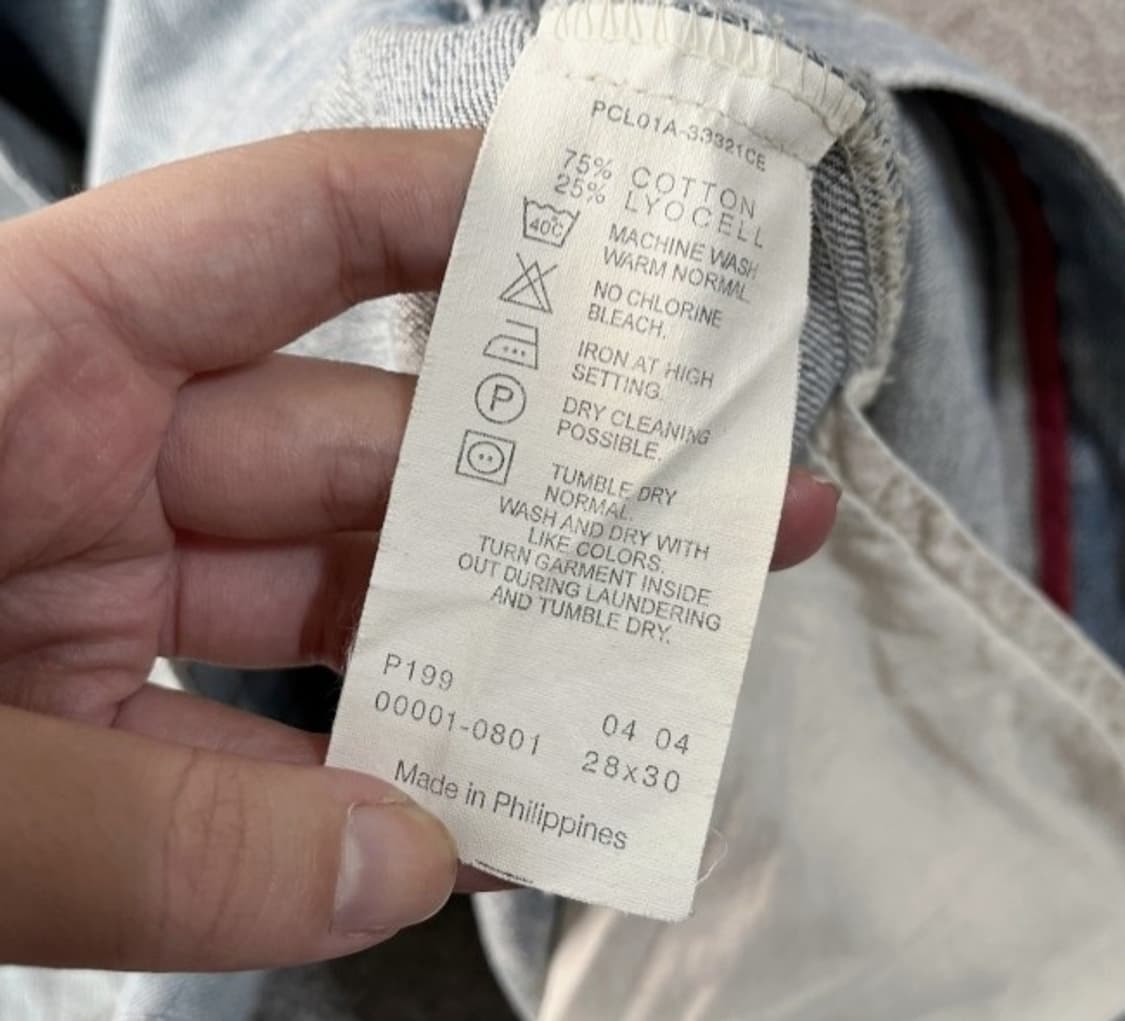 PCL01A-33321CE
75% COTTON
25% LYOCELL
40C
MACHINE WASH
WARM NORMAL.
NO CHLORINE
BLEACH.
IRON AT HIGH
SETTING.
P
DRY CLEANING
POSSIBLE.
TUMBLE DRY
NORMAL.
WASH AND DRY WITH
LIKE COLORS.
TURN GARMENT INSIDE
OUT DURING LAUNDERING
AND TUMBLE DRY.
P199
00001-0801 04 04
28x30
Made in Philippines